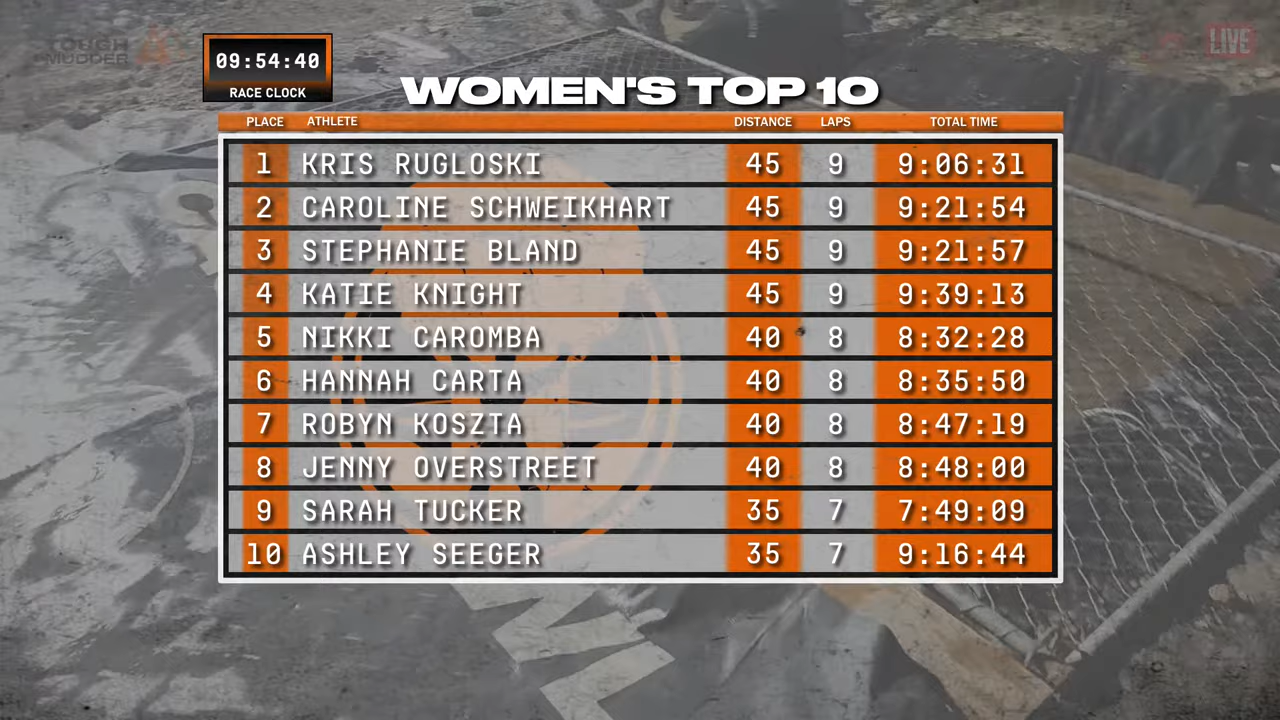 TOUGH
MUDDER
LIVE
09:54:40
RACE CLOCK
WOMEN'S TOP 10
PLACE ATHLETE DISTANCE LAPS TOTAL TIME
1 KRIS RUGLOSKI 45 9 9:06:31
2 CAROLINE SCHWEIKHART 45 9 9:21:54
3 STEPHANIE BLAND 45 9 9:21:57
4 KATIE KNIGHT 45 9 9:39:13
5 NIKKI CAROMBA 40 8 8:32:28
6 HANNAH CARTA 40 8 8:35:50
7 ROBYN KOSZTA 40 8 8:47:19
8 JENNY OVERSTREET 40 8 8:48:00
9 SARAH TUCKER 35 7 7:49:09
10 ASHLEY SEEGER 35 7 9:16:44